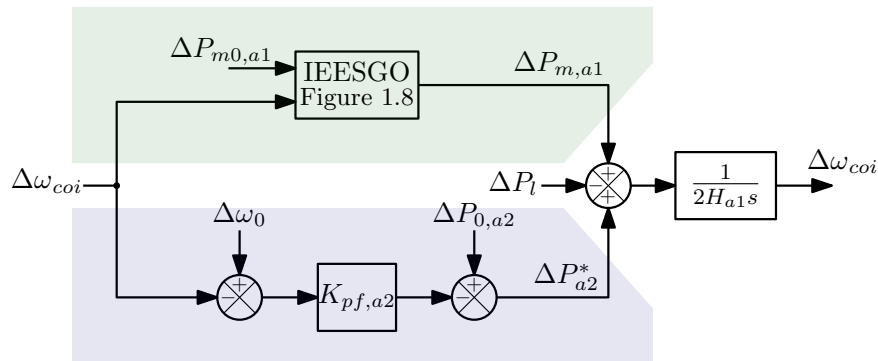 ΔP_{m0,a1}
IEESGO
Figure 1.8
ΔP_{m,a1}
Δω_{coi}
ΔP_l
− + +
1
2H_{a1}s
Δω_{coi}
Δω_0
+
−
K_{pf,a2}
ΔP_{0,a2}
+
−
ΔP^*_{a2}